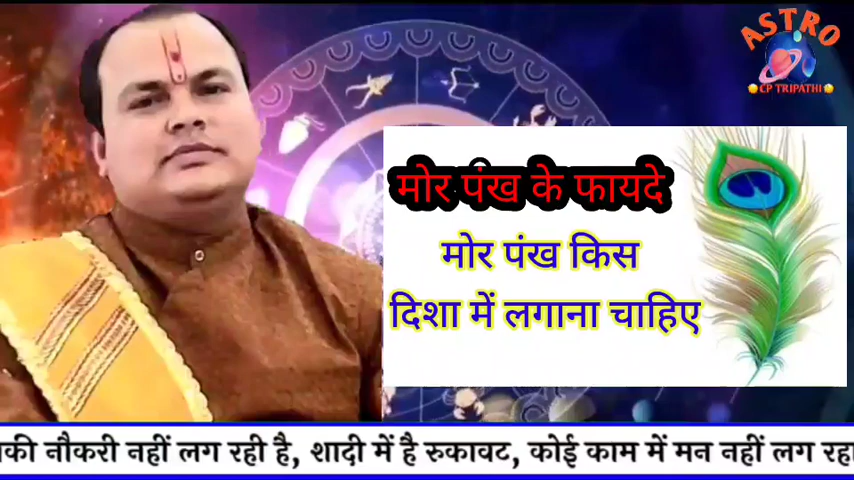 ASTRO
CP TRIPATHI
मोर पंख के फायदे
मोर पंख किस
दिशा में लगाना चाहिए
की नौकरी नहीं लग रही है, शादी में है रुकावट, कोई काम में मन नहीं लग रहा